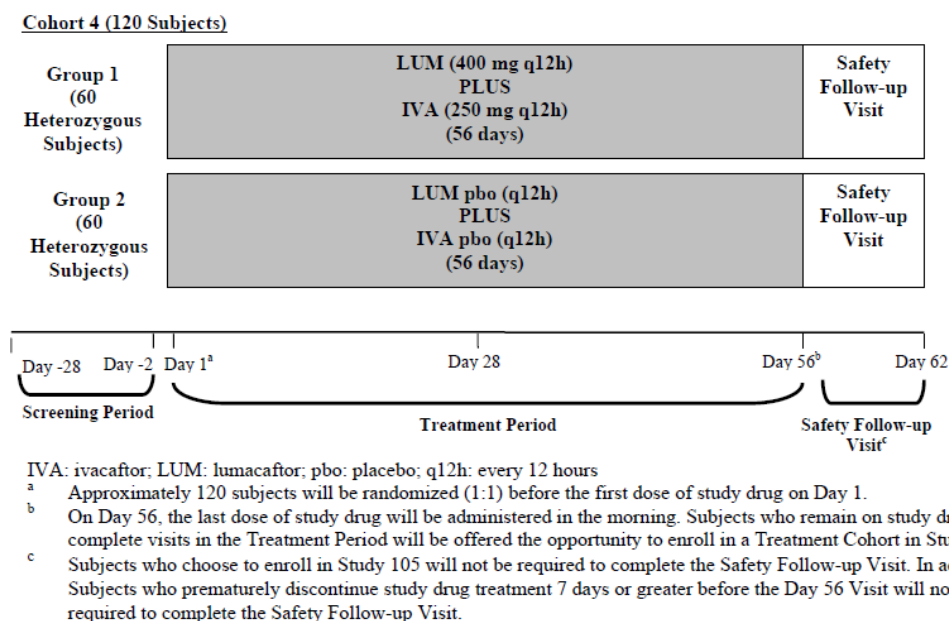 Cohort 4 (120 Subjects)
Group 1
(60
Heterozygous
Subjects)
LUM (400 mg q12h)
PLUS
IVA (250 mg q12h)
(56 days)
Safety
Follow-up
Visit
Group 2
(60
Heterozygous
Subjects)
LUM pbo (q12h)
PLUS
IVA pbo (q12h)
(56 days)
Safety
Follow-up
Visit
Day -28 Day -2 Day 1ᵃ Day 28 Day 56ᵇ Day 62
Screening Period
Treatment Period
Safety Follow-up
Visitᶜ
IVA: ivacaftor; LUM: lumacaftor; pbo: placebo; q12h: every 12 hours
a Approximately 120 subjects will be randomized (1:1) before the first dose of study drug on Day 1.
b On Day 56, the last dose of study drug will be administered in the morning. Subjects who remain on study
complete visits in the Treatment Period will be offered the opportunity to enroll in a Treatment Cohort in
c Subjects who choose to enroll in Study 105 will not be required to complete the Safety Follow-up Visit. In
Subjects who prematurely discontinue study drug treatment 7 days or greater before the Day 56 Visit will
required to complete the Safety Follow-up Visit.